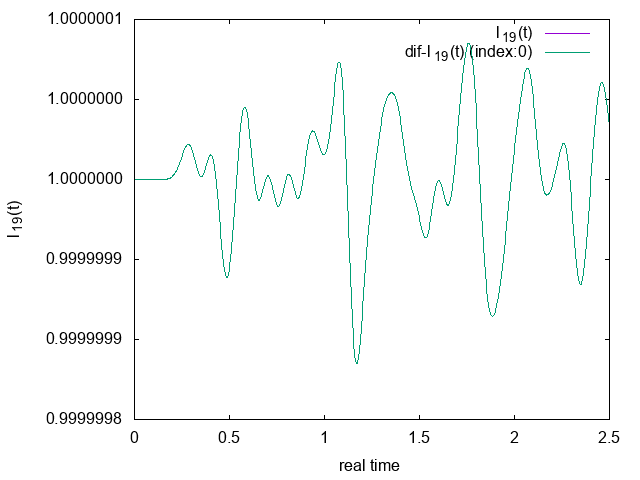 1.0000001
1.0000000
1.0000000
0.9999999
0.9999999
0.9999998
I19(t)
I19(t)
dif-I19(t) (index:0)
0 0.5 1 1.5 2 2.5
real time